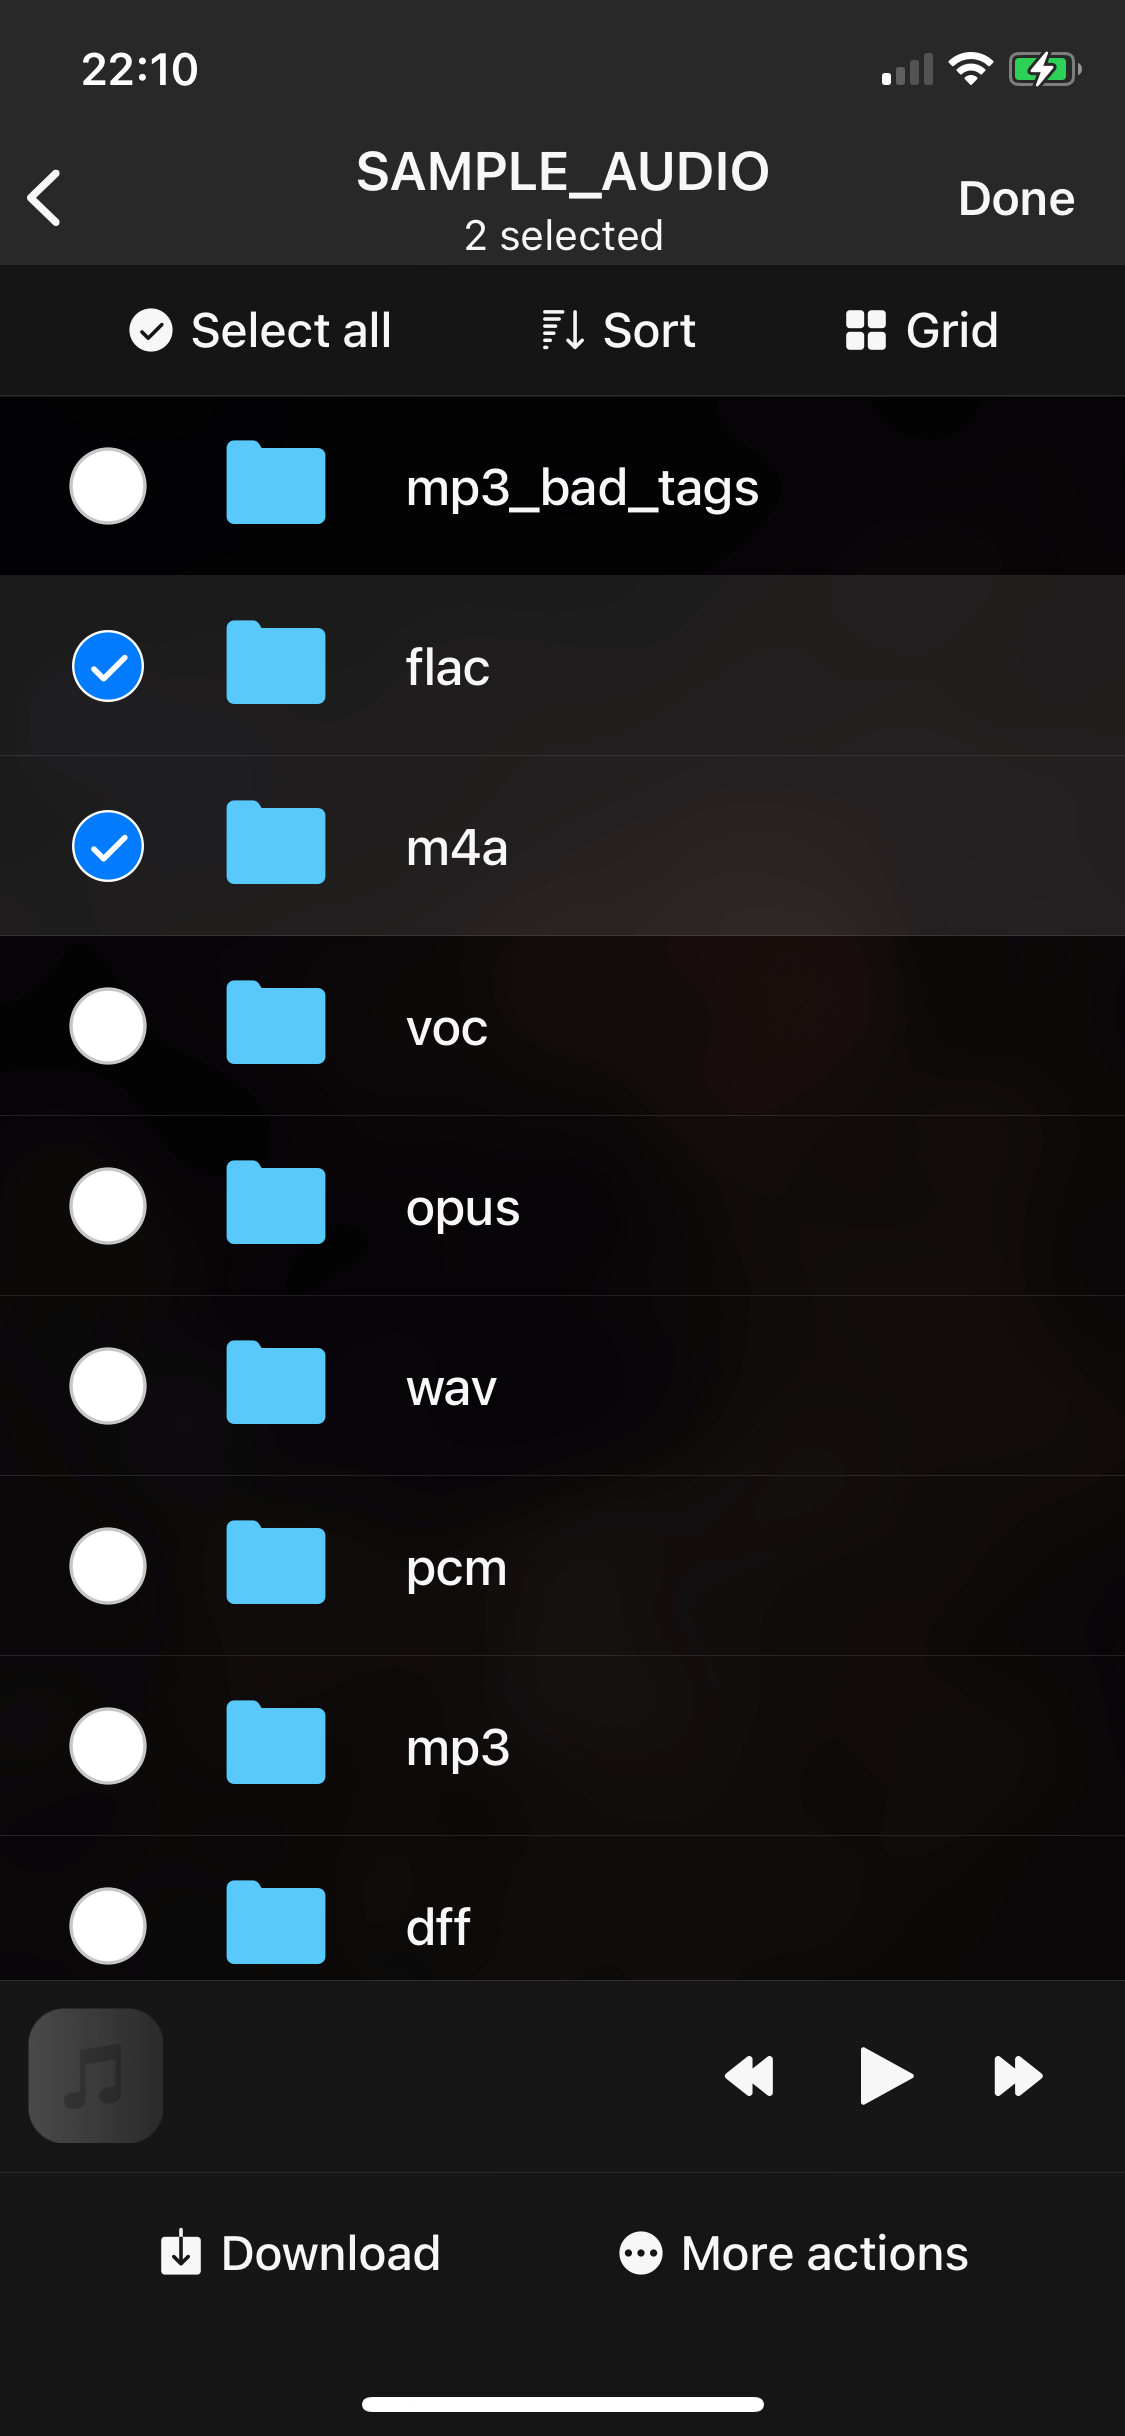 22:10
SAMPLE_AUDIO
2 selected
Done
Select all
Sort
Grid
mp3_bad_tags
flac
m4a
voc
opus
wav
pcm
mp3
dff
Download
More actions